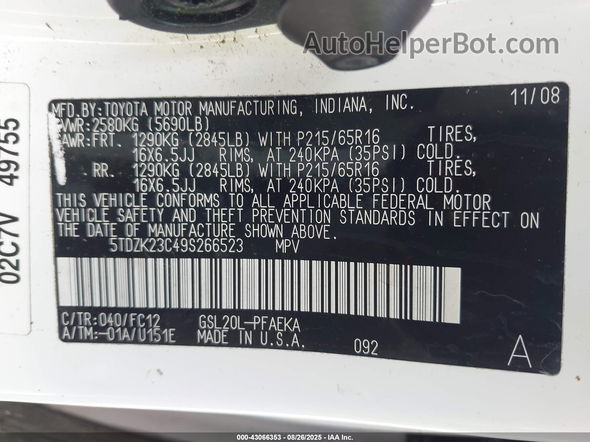 AutoHelperBot.com
MFD.BY:TOYOTA MOTOR MANUFACTURING, INDIANA, INC. 11/08
GVWR:2580KG (5690LB)
GAWR:FRT. 1290KG (2845LB) WITH P215/65R16 TIRES,
16X6.5JJ RIMS, AT 240KPA (35PSI) COLD.
RR. 1290KG (2845LB) WITH P215/65R16 TIRES,
16X6.5JJ RIMS, AT 240KPA (35PSI) COLD.
THIS VEHICLE CONFORMS TO ALL APPLICABLE FEDERAL MOTOR
VEHICLE SAFETY AND THEFT PREVENTION STANDARDS IN EFFECT ON
THE DATE OF MANUFACTURE SHOWN ABOVE.
5TDZK23C49S266523 MPV
C/TR:040/FC12 GSL20L-PFAEKA
A/TM:-01A/U151E MADE IN U.S.A. 092 A
02C7V 49755
000-43066353 - 08/26/2025 - IAA Inc.